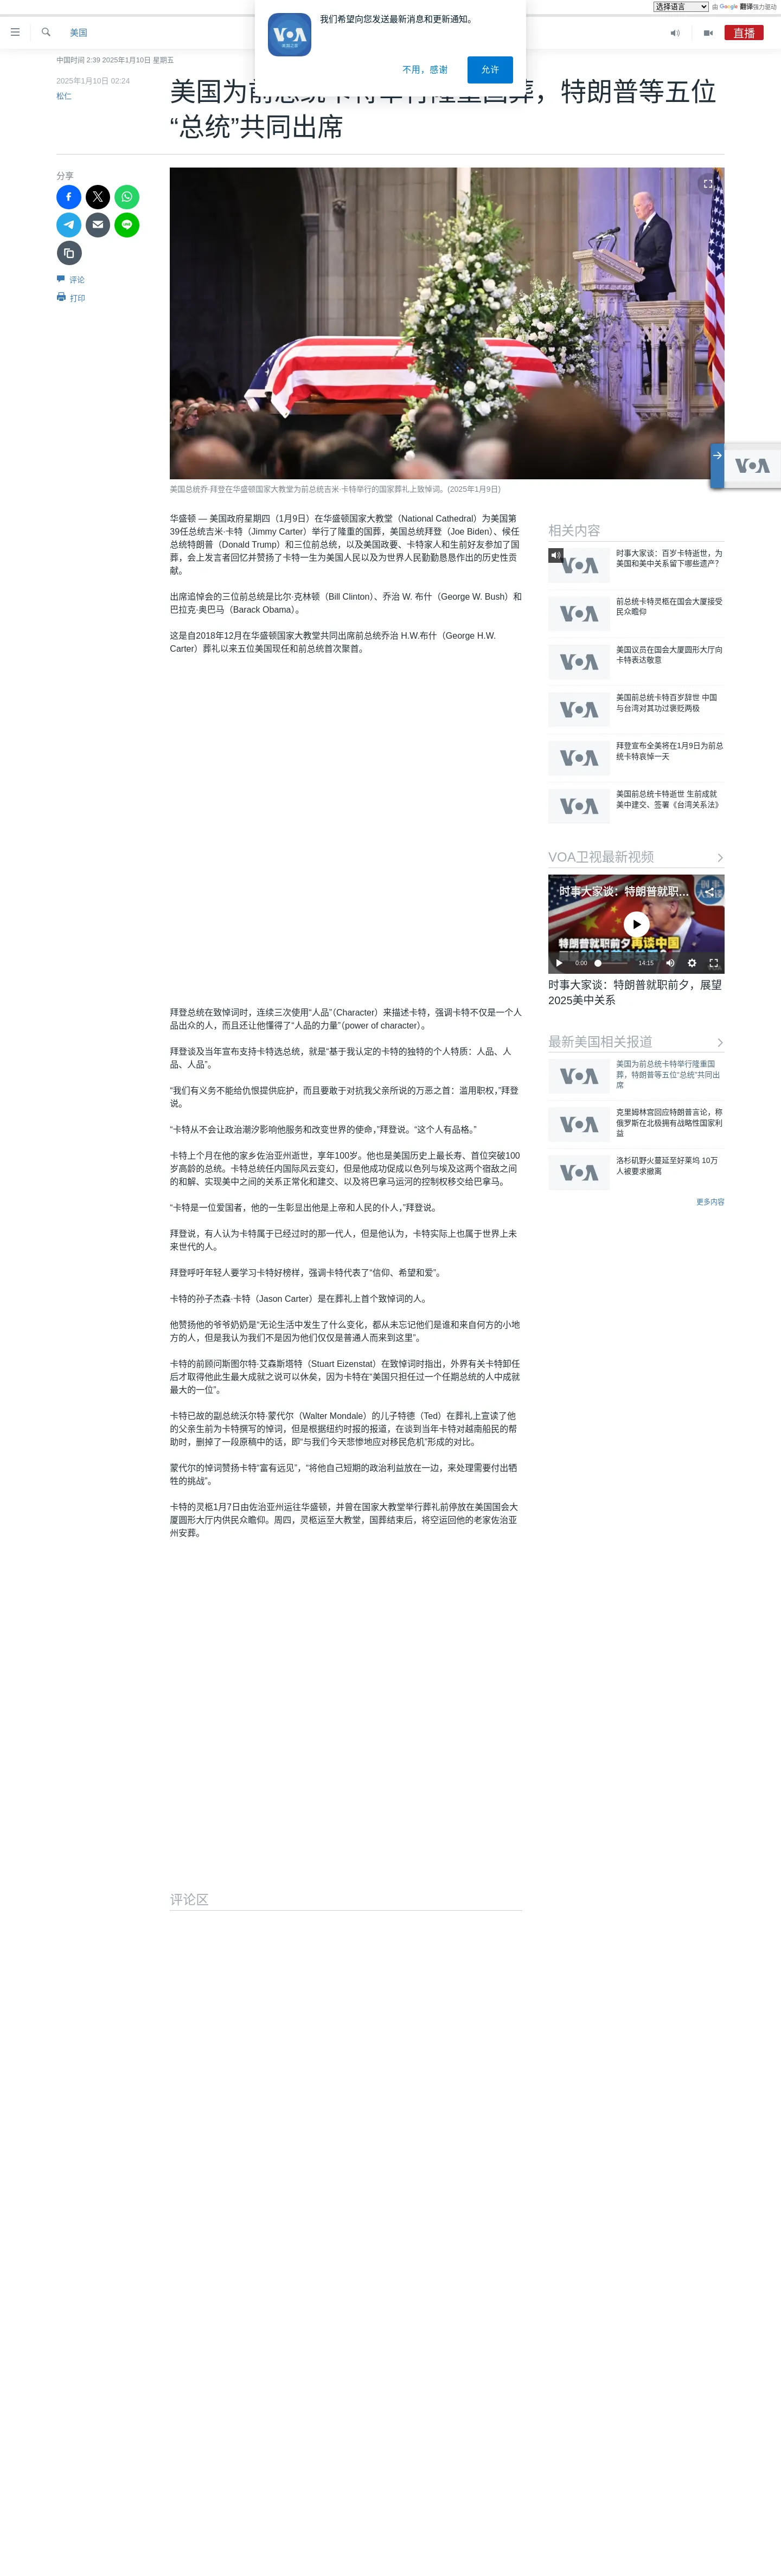 选择语言 由 Google 翻译强力驱动
美国
直播
VOA
美国之音
我们希望向您发送最新消息和更新通知。
不用，感谢
允许
中国时间 2:39 2025年1月10日 星期五
2025年1月10日 02:24
松仁
美国为前总统卡特举行隆重国葬，特朗普等五位
“总统”共同出席
分享
评论
打印
美国总统乔·拜登在华盛顿国家大教堂为前总统吉米·卡特举行的国家葬礼上致悼词。(2025年1月9日)
华盛顿 — 美国政府星期四（1月9日）在华盛顿国家大教堂（National Cathedral）为美国第
39任总统吉米·卡特（Jimmy Carter）举行了隆重的国葬，美国总统拜登（Joe Biden）、候任
总统特朗普（Donald Trump）和三位前总统，以及美国政要、卡特家人和生前好友参加了国
葬，会上发言者回忆并赞扬了卡特一生为美国人民以及为世界人民勤勤恳恳作出的历史性贡
献。
出席追悼会的三位前总统是比尔·克林顿（Bill Clinton）、乔治 W. 布什（George W. Bush）和
巴拉克·奥巴马（Barack Obama）。
这是自2018年12月在华盛顿国家大教堂共同出席前总统乔治 H.W.布什（George H.W.
Carter）葬礼以来五位美国现任和前总统首次聚首。
拜登总统在致悼词时，连续三次使用“人品”（Character）来描述卡特，强调卡特不仅是一个人
品出众的人，而且还让他懂得了“人品的力量”（power of character）。
拜登谈及当年宣布支持卡特选总统，就是“基于我认定的卡特的独特的个人特质：人品、人
品、人品”。
“我们有义务不能给仇恨提供庇护，而且要敢于对抗我父亲所说的万恶之首：滥用职权，”拜登
说。
“卡特从不会让政治潮汐影响他服务和改变世界的使命，”拜登说。“这个人有品格。”
卡特上个月在他的家乡佐治亚州逝世，享年100岁。他也是美国历史上最长寿、首位突破100
岁高龄的总统。卡特总统任内国际风云变幻，但是他成功促成以色列与埃及这两个宿敌之间
的和解、实现美中之间的关系正常化和建交、以及将巴拿马运河的控制权移交给巴拿马。
“卡特是一位爱国者，他的一生彰显出他是上帝和人民的仆人，”拜登说。
拜登说，有人认为卡特属于已经过时的那一代人，但是他认为，卡特实际上也属于世界上未
来世代的人。
拜登呼吁年轻人要学习卡特好榜样，强调卡特代表了“信仰、希望和爱”。
卡特的孙子杰森·卡特（Jason Carter）是在葬礼上首个致悼词的人。
他赞扬他的爷爷奶奶是“无论生活中发生了什么变化，都从未忘记他们是谁和来自何方的小地
方的人，但是我认为我们不是因为他们仅仅是普通人而来到这里”。
卡特的前顾问斯图尔特·艾森斯塔特（Stuart Eizenstat）在致悼词时指出，外界有关卡特卸任
后才取得他此生最大成就之说可以休矣，因为卡特在“美国只担任过一个任期总统的人中成就
最大的一位”。
卡特已故的副总统沃尔特·蒙代尔（Walter Mondale）的儿子特德（Ted）在葬礼上宣读了他
的父亲生前为卡特撰写的悼词，但是根据纽约时报的报道，在谈到当年卡特对越南船民的帮
助时，删掉了一段原稿中的话，即“与我们今天悲惨地应对移民危机”形成的对比。
蒙代尔的悼词赞扬卡特“富有远见”，“将他自己短期的政治利益放在一边，来处理需要付出牺
牲的挑战”。
卡特的灵柩1月7日由佐治亚州运往华盛顿，并曾在国家大教堂举行葬礼前停放在美国国会大
厦圆形大厅内供民众瞻仰。周四，灵柩运至大教堂，国葬结束后，将空运回他的老家佐治亚
州安葬。
评论区
VOA
相关内容
VOA
时事大家谈：百岁卡特逝世，为
美国和美中关系留下哪些遗产？
VOA
前总统卡特灵柩在国会大厦接受
民众瞻仰
VOA
美国议员在国会大厦圆形大厅向
卡特表达敬意
VOA
美国前总统卡特百岁辞世 中国
与台湾对其功过褒贬两极
VOA
拜登宣布全美将在1月9日为前总
统卡特哀悼一天
VOA
美国前总统卡特逝世 生前成就
美中建交、签署《台湾关系法》
VOA卫视最新视频
时事大家谈：特朗普就职…
特朗普就职前夕再谈中国
0:00
14:15
时事大家谈：特朗普就职前夕，展望
2025美中关系
最新美国相关报道
VOA
美国为前总统卡特举行隆重国
葬，特朗普等五位“总统”共同出
席
VOA
克里姆林宫回应特朗普言论，称
俄罗斯在北极拥有战略性国家利
益
VOA
洛杉矶野火蔓延至好莱坞 10万
人被要求撤离
更多内容